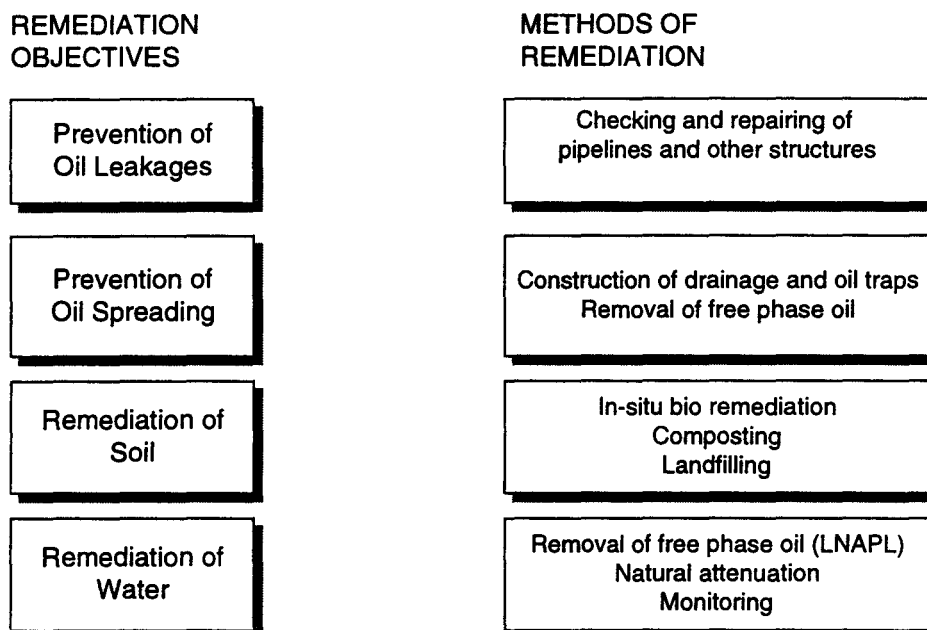 REMEDIATION
OBJECTIVES
METHODS OF
REMEDIATION
Prevention of
Oil Leakages
Checking and repairing of
pipelines and other structures
Prevention of
Oil Spreading
Construction of drainage and oil traps
Removal of free phase oil
Remediation of
Soil
In-situ bio remediation
Composting
Landfilling
Remediation of
Water
Removal of free phase oil (LNAPL)
Natural attenuation
Monitoring